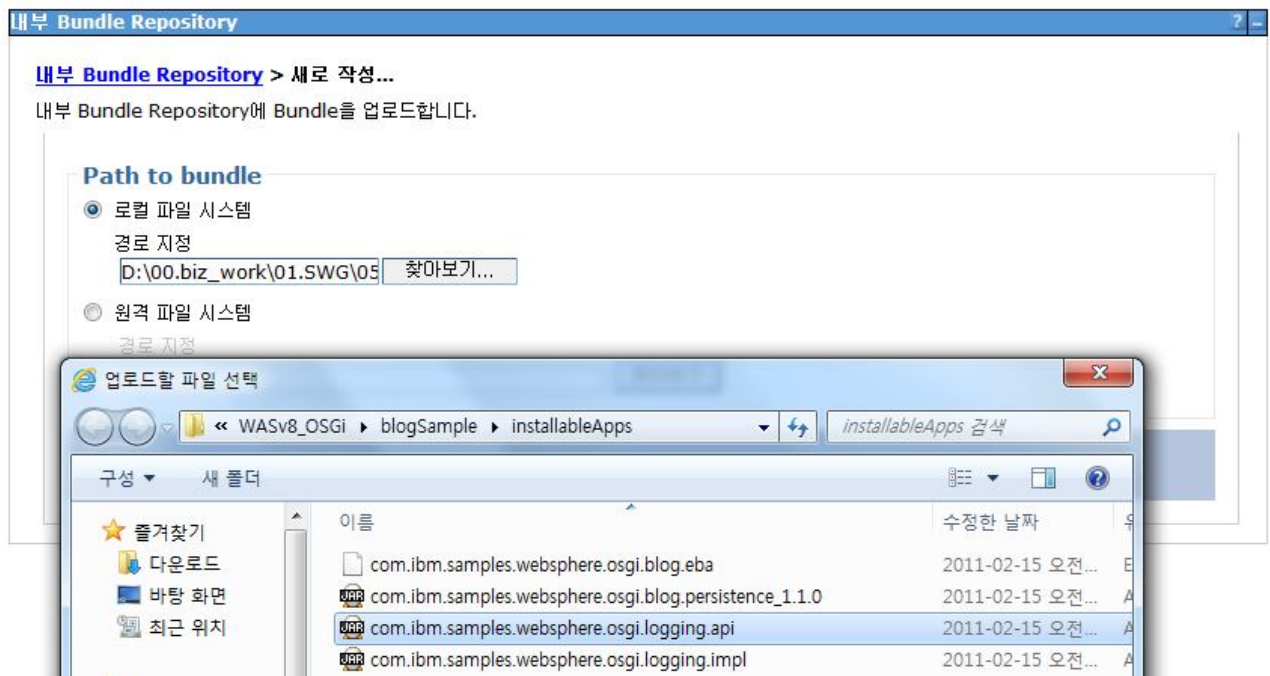 내부 Bundle Repository
내부 Bundle Repository > 새로 작성...
내부 Bundle Repository에 Bundle을 업로드합니다.
Path to bundle
로컬 파일 시스템
경로 지정
D:\00.biz_work\01.SWG\05 찾아보기...
원격 파일 시스템
경로 지정
업로드할 파일 선택
« WASv8_OSGi ▸ blogSample ▸ installableApps installableApps 검색
구성 새 폴더
이름 수정한 날짜
즐겨찾기
다운로드 com.ibm.samples.websphere.osgi.blog.eba 2011-02-15 오전... E
바탕 화면 com.ibm.samples.websphere.osgi.blog.persistence_1.1.0 2011-02-15 오전... A
최근 위치 com.ibm.samples.websphere.osgi.logging.api 2011-02-15 오전... A
com.ibm.samples.websphere.osgi.logging.impl 2011-02-15 오전... A